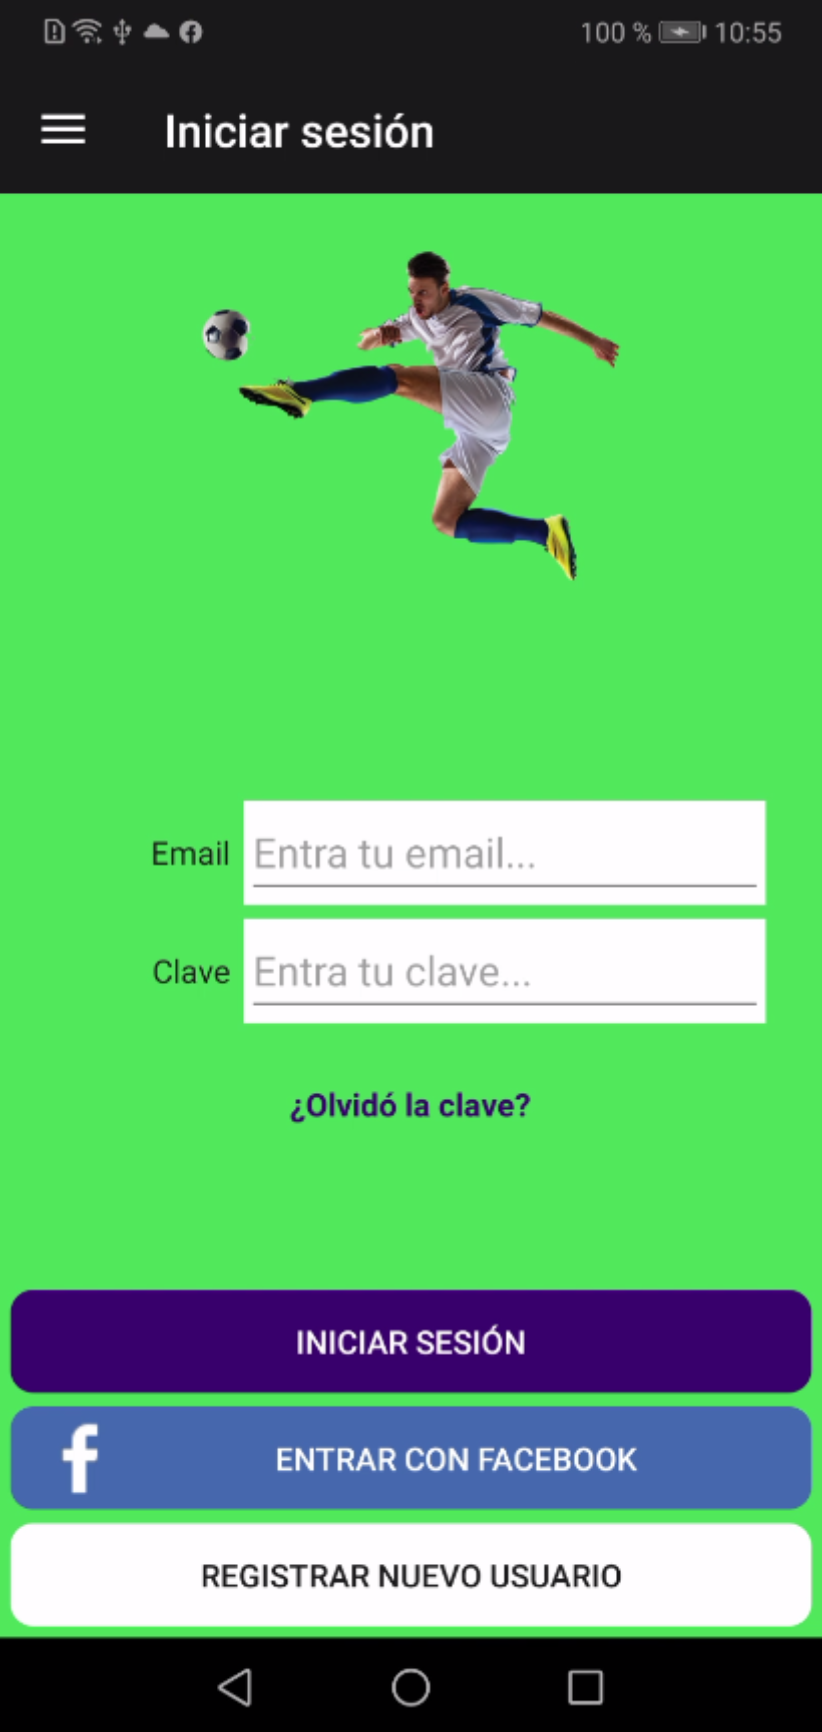 100 % 10:55
Iniciar sesión
Email Entra tu email...
Clave Entra tu clave...
¿Olvidó la clave?
INICIAR SESIÓN
f ENTRAR CON FACEBOOK
REGISTRAR NUEVO USUARIO